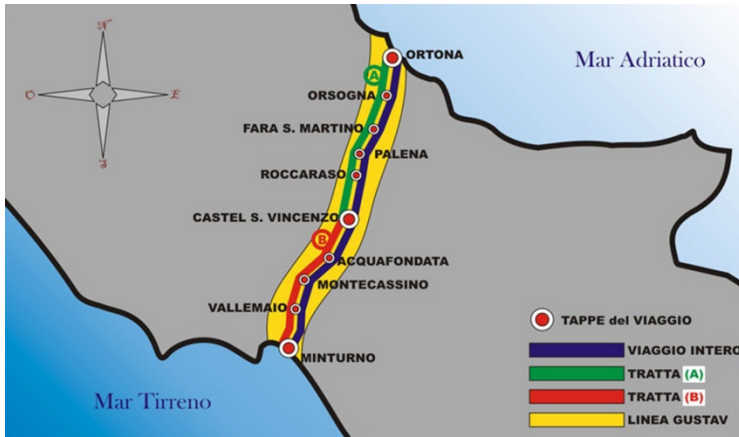 N
O
E
S
Mar Adriatico
ORTONA
A
ORSOGNA
FARA S. MARTINO
PALENA
ROCCARASO
CASTEL S. VINCENZO
B
ACQUAFONDATA
MONTECASSINO
VALLEMAIO
MINTURNO
Mar Tirreno
TAPPE del VIAGGIO
VIAGGIO INTERO
TRATTA (A)
TRATTA (B)
LINEA GUSTAV